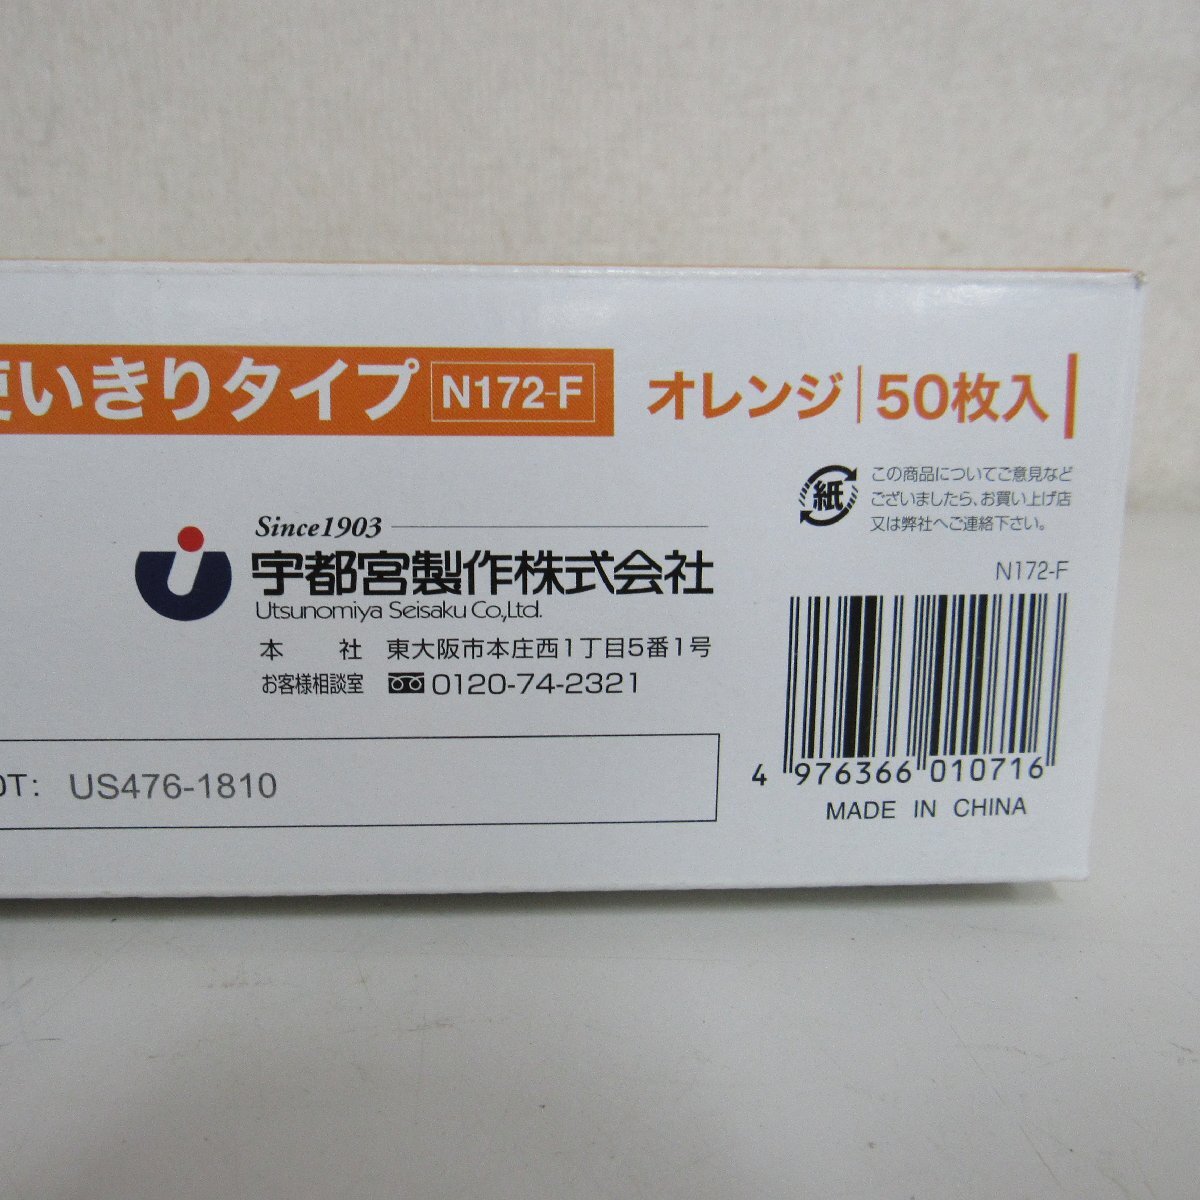 使いきりタイプ N172-F オレンジ 50枚入
紙
この商品についてご意見など
ございましたら、お買い上げ店
又は弊社へご連絡下さい。
Since1903
宇都宮製作株式会社
Utsunomiya Seisaku Co.,Ltd.
本 社 東大阪市本庄西1丁目5番1号
お客様相談室 0120-74-2321
N172-F
4 976366 010716
MADE IN CHINA
OT: US476-1810